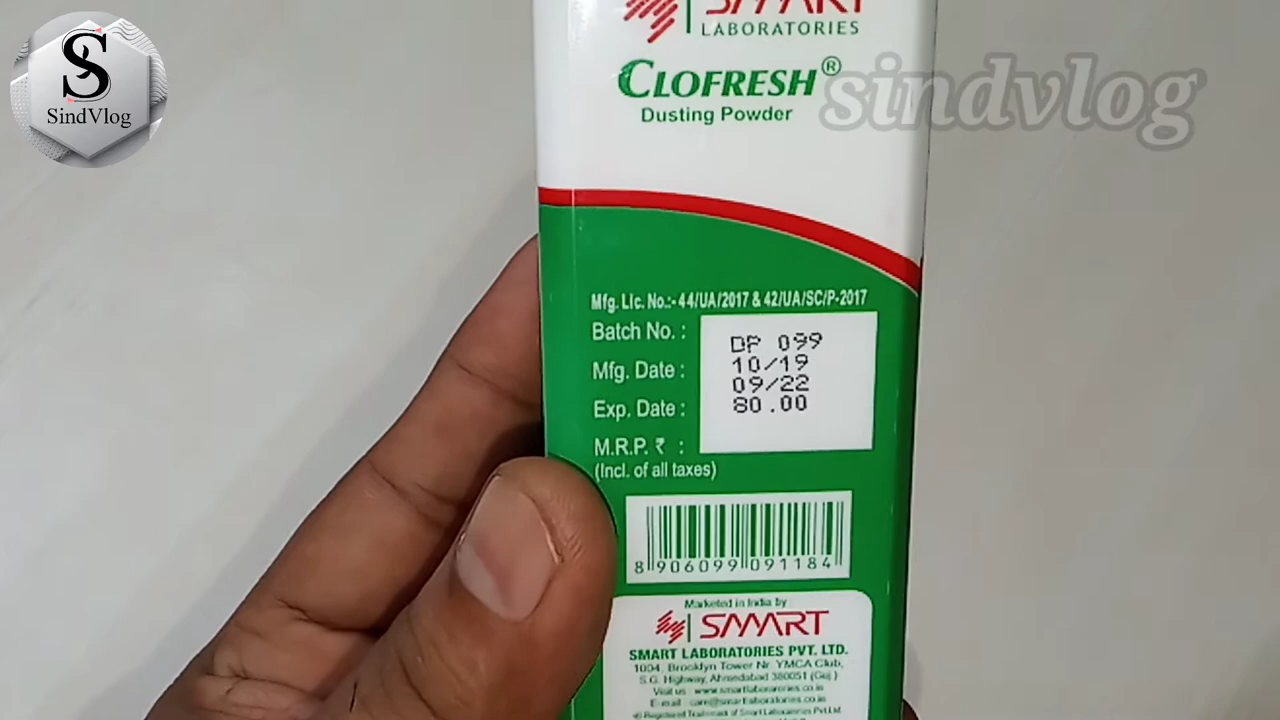 S
SindVlog
sindvlog
SMART
LABORATORIES
CLOFRESH®
Dusting Powder
Mfg. Lic. No.:- 44/UA/2017 & 42/UA/SC/P-2017
Batch No. : DP 099
Mfg. Date : 10/19
Exp. Date : 09/22
M.R.P. ₹ : 80.00
(Incl. of all taxes)
8 906099 091184
Marketed in India by
SMART
SMART LABORATORIES PVT. LTD.
1004, Brooklyn Tower Nr. YMCA Club,
S.G. Highway, Ahmedabad 380051 (Guj.)
Visit us : www.smartlaboratories.co.in
E-mail : care@smartlaboratories.co.in
Registered Trademark of Smart Laboratories Pvt.Ltd.